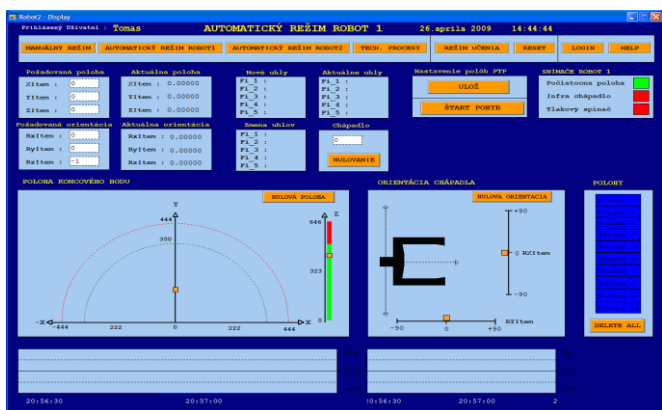 Robot2 - Display
Prihlásený Užívateľ : Tomas AUTOMATICKÝ REŽIM ROBOT 1 26.apríla 2009 14:44:44
MANUÁLNY REŽIM AUTOMATICKÝ REŽIM ROBOT1 AUTOMATICKÝ REŽIM ROBOT2 TECH. PROCESY REŽIM UČENIA RESET LOGIN HELP
Požadovaná poloha Aktuálna poloha Nové uhly Aktuálne uhly Nastavenie polôh PTP SNÍMAČE ROBOT 1
XItem : 0 XItem : 0.00000
YItem : 0 YItem : 0.00000
ZItem : 0 ZItem : 0.00000
Fi_1 : Fi_1 :
Fi_2 : Fi_2 :
Fi_3 : Fi_3 :
Fi_4 : Fi_4 :
Fi_5 : Fi_5 :
ULOŽ
ŠTART POHYB
Počiatočná poloha
Infra chápadlo
Tlakový spínač
Požadovaná orientácia Aktuálna orientácia Zmena uhlov Chápadlo
RxItem : 0 RxItem : 0.00000
RyItem : 0 RyItem : 0.00000
RzItem : -1 RzItem : 0.00000
Fi_1 :
Fi_2 :
Fi_3 :
Fi_4 :
Fi_5 :
0
NULOVANIE
POLOHA KONCOVÉHO BODU ORIENTÁCIA CHÁPADLA POLOHY
NULOVÁ POLOHA NULOVA ORIENTACIA
Y Z
444 646
350
323
0
-X X
-444 222 0 222 444
+90
0 RXItem
-90
RYItem
-90 0 +90
DELETE ALL
20:56:30 20:57:00 20:56:30 20:57:00 2